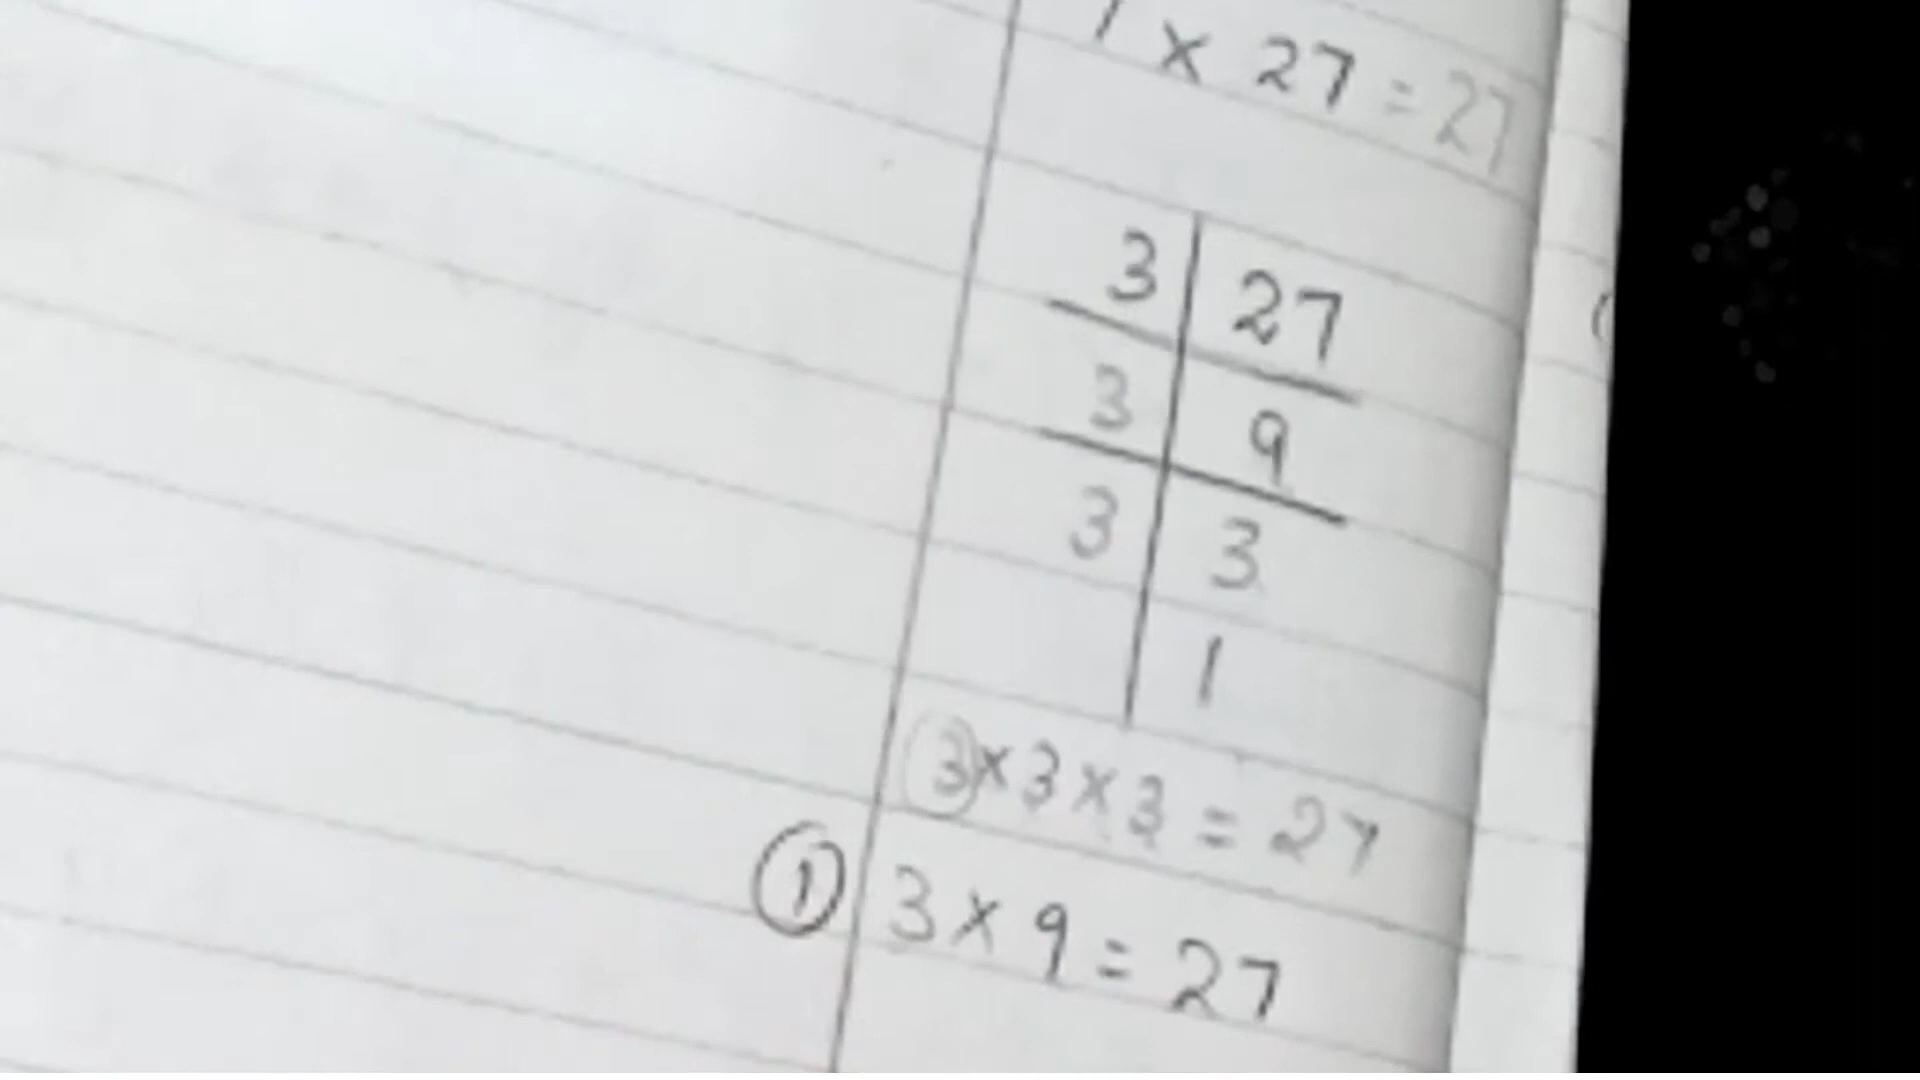 1 × 27 = 27
3 | 27
3 | 9
3 | 3
1
3 × 3 × 3 = 27
① 3 × 9 = 27